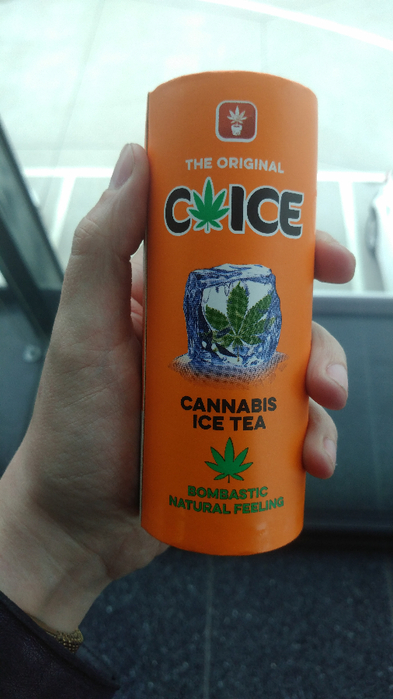 THE ORIGINAL
C ICE
CANNABIS
ICE TEA
BOMBASTIC
NATURAL FEELING